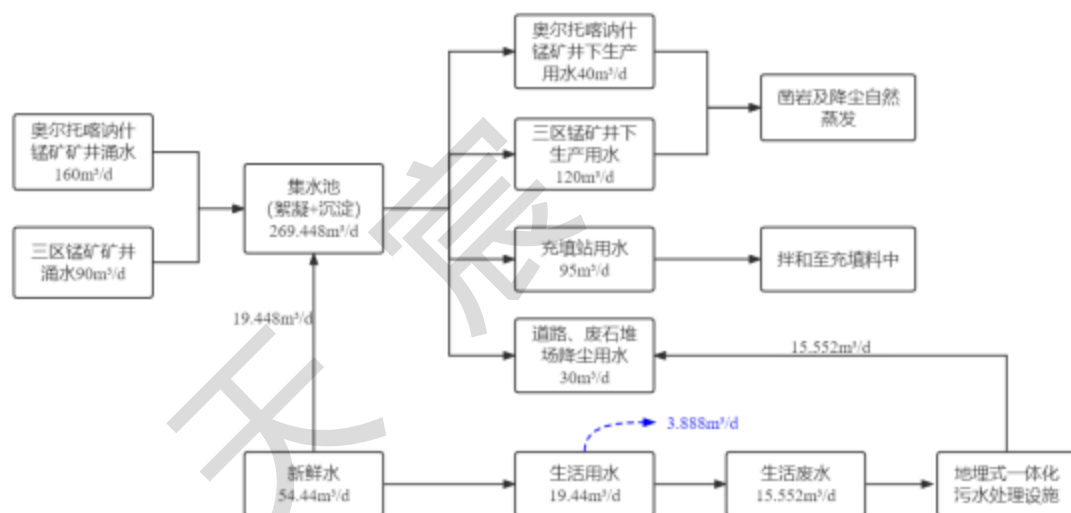 奥尔托喀讷什
锰矿井下生产
用水40m³/d
凿岩及降尘自然
蒸发
奥尔托喀讷什
锰矿矿井涌水
160m³/d
三区锰矿井下
生产用水
120m³/d
集水池
(絮凝+沉淀)
269.448m³/d
三区锰矿矿井
涌水90m³/d
充填站用水
95m³/d
拌和至充填料中
19.448m³/d
道路、废石堆
场降尘用水
30m³/d
15.552m³/d
3.888m³/d
新鲜水
54.44m³/d
生活用水
19.44m³/d
生活废水
15.552m³/d
地埋式一体化
污水处理设施
天宸